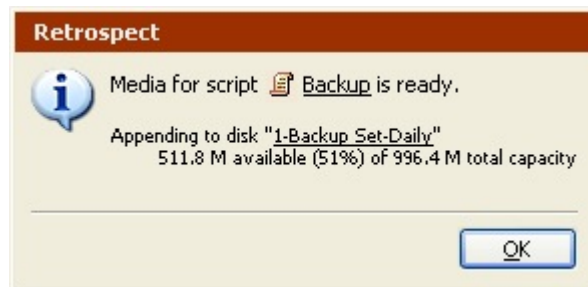 Retrospect
Media for script Backup is ready.
Appending to disk "1-Backup Set-Daily"
511.8 M available (51%) of 996.4 M total capacity
OK